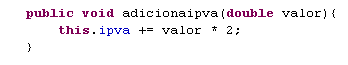 public void adicionaipva(double valor){
this.ipva += valor * 2;
}